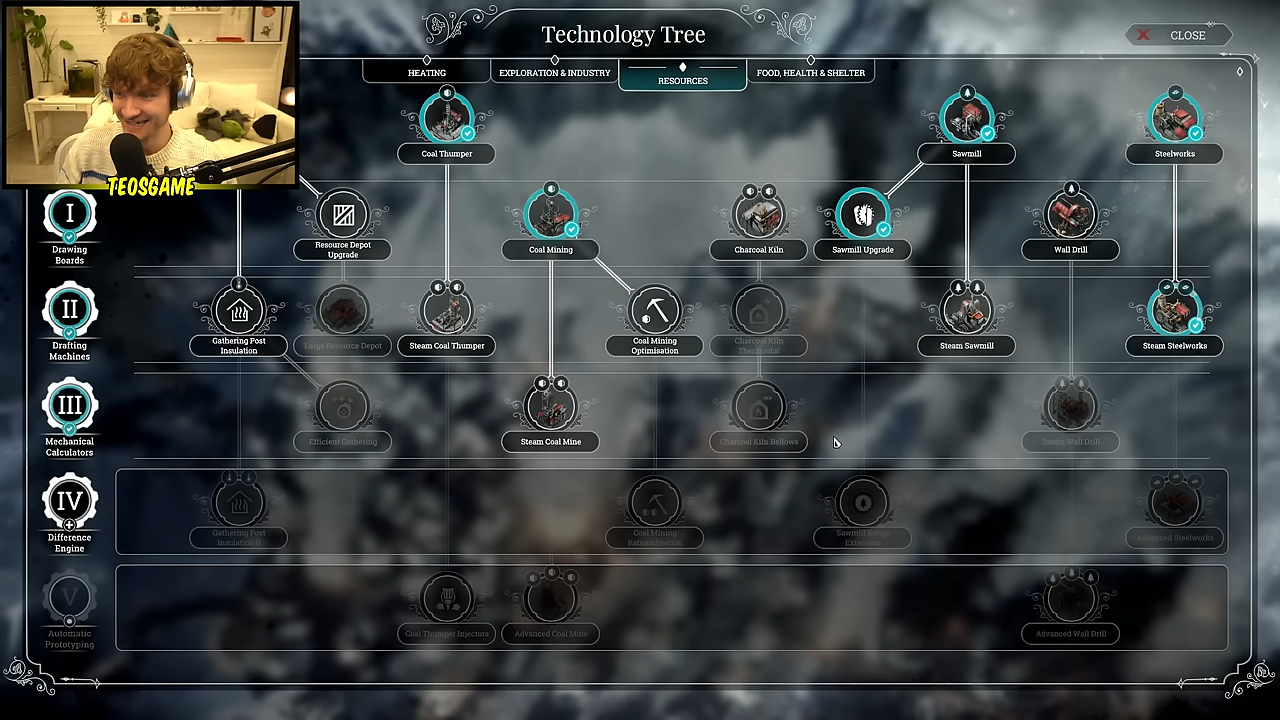 Technology Tree
CLOSE
HEATING
EXPLORATION & INDUSTRY
RESOURCES
FOOD, HEALTH & SHELTER
TEOSGAME
Coal Thumper
Sawmill
Steelworks
I
Drawing
Boards
Resource Depot
Upgrade
Coal Mining
Charcoal Kiln
Sawmill Upgrade
Wall Drill
II
Drafting
Machines
Gathering Post
Insulation
Large Resource Depot
Steam Coal Thumper
Coal Mining
Optimisation
Charcoal Kiln
Thermostat
Steam Sawmill
Steam Steelworks
III
Mechanical
Calculators
Efficient Gathering
Steam Coal Mine
Charcoal Kiln Bellows
Steam Wall Drill
IV
Difference
Engine
Gathering Post
Insulation II
Coal Mining
Rationalisation
Sawmill Range
Extension
Advanced Steelworks
V
Automatic
Prototyping
Coal Thumper Injectors
Advanced Coal Mine
Advanced Wall Drill